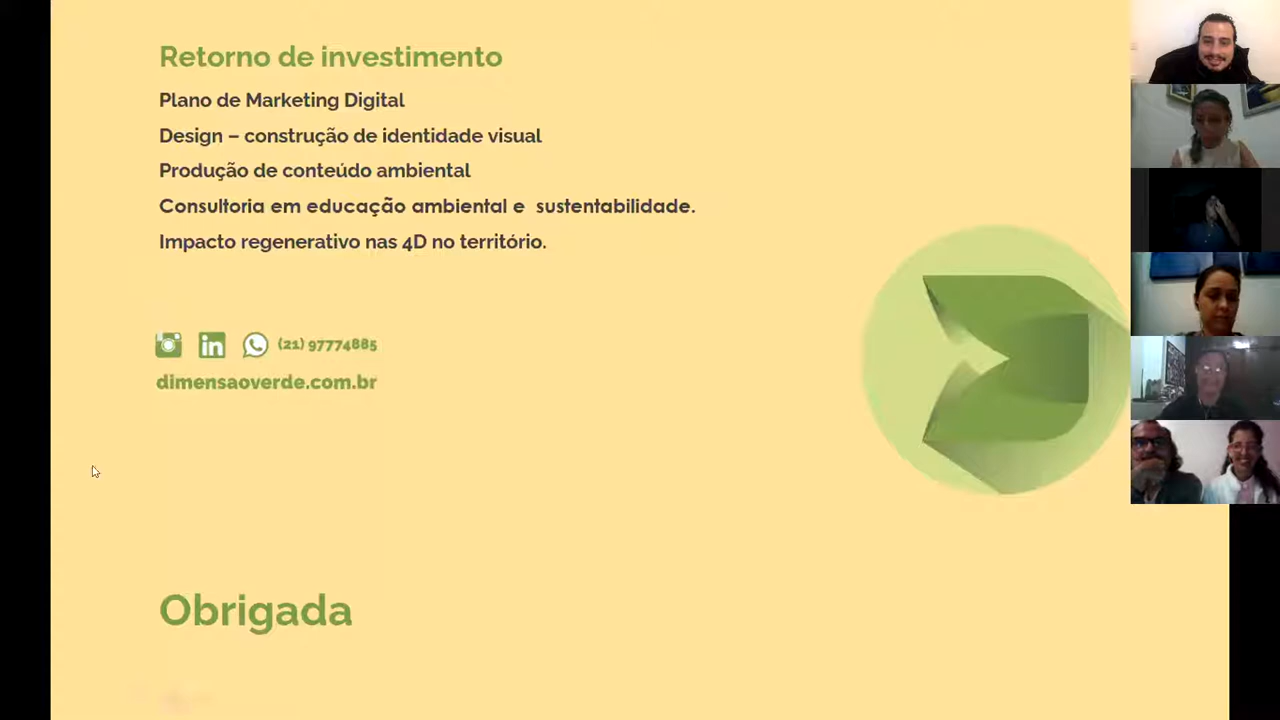 Retorno de investimento
Plano de Marketing Digital
Design – construção de identidade visual
Produção de conteúdo ambiental
Consultoria em educação ambiental e sustentabilidade.
Impacto regenerativo nas 4D no território.
in (21) 97774885
dimensaoverde.com.br
Obrigada